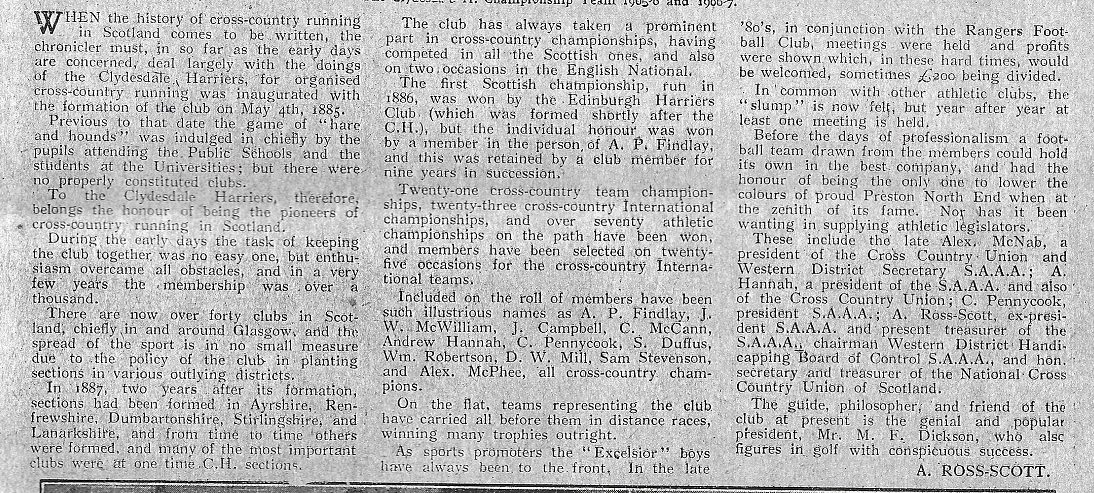 Championship Team 1905-6 and 1906-7.
WHEN the history of cross-country running
in Scotland comes to be written, the
chronicler must, in so far as the early days
are concerned, deal largely with the doings
of the Clydesdale Harriers, for organised
cross-country running was inaugurated with
the formation of the club on May 4th, 1885.
Previous to that date the game of "hare
and hounds" was indulged in chiefly by the
pupils attending the Public Schools and the
students at the Universities; but there were
no properly constituted clubs.
To the Clydesdale Harriers, therefore,
belongs the honour of being the pioneers of
cross-country running in Scotland.
During the early days the task of keeping
the club together was no easy one, but enthu-
siasm overcame all obstacles, and in a very
few years the membership was over a
thousand.
There are now over forty clubs in Scot-
land, chiefly in and around Glasgow, and the
spread of the sport is in no small measure
due to the policy of the club in planting
sections in various outlying districts.
In 1887, two years after its formation,
sections had been formed in Ayrshire, Ren-
frewshire, Dumbartonshire, Stirlingshire, and
Lanarkshire, and from time to time others
were formed, and many of the most important
clubs were at one time C.H. sections.
The club has always taken a prominent
part in cross-country championships, having
competed in all the Scottish ones, and also
on two occasions in the English National.
The first Scottish championship, run in
1886, was won by the Edinburgh Harriers
Club (which was formed shortly after the
C.H.), but the individual honour was won
by a member in the person of A. P. Findlay,
and this was retained by a club member for
nine years in succession.
Twenty-one cross-country team champion-
ships, twenty-three cross-country International
championships, and over seventy athletic
championships on the path have been won,
and members have been selected on twenty-
five occasions for the cross-country Interna-
tional teams.
Included on the roll of members have been
such illustrious names as A. P. Findlay, J.
W. McWilliam, J. Campbell, C. McCann,
Andrew Hannah, C. Pennycook, S. Duffus,
Wm. Robertson, D. W. Mill, Sam Stevenson,
and Alex. McPhee, all cross-country cham-
pions.
On the flat, teams representing the club
have carried all before them in distance races,
winning many trophies outright.
As sports promoters the "Excelsior" boys
have always been to the front. In the late
'80's, in conjunction with the Rangers Foot-
ball Club, meetings were held and profits
were shown which, in these hard times, would
be welcomed, sometimes £200 being divided.
In common with other athletic clubs, the
"slump" is now felt, but year after year at
least one meeting is held.
Before the days of professionalism a foot-
ball team drawn from the members could hold
its own in the best company, and had the
honour of being the only one to lower the
colours of proud Preston North End when at
the zenith of its fame. Nor has it been
wanting in supplying athletic legislators.
These include the late Alex. McNab, a
president of the Cross Country Union and
Western District Secretary S.A.A.A.; A.
Hannah, a president of the S.A.A.A. and also
of the Cross Country Union; C. Pennycook,
president S.A.A.A.; A. Ross-Scott, ex-presi-
dent S.A.A.A. and present treasurer of the
S.A.A.A., chairman Western District Handi-
capping Board of Control S.A.A.A., and hon.
secretary and treasurer of the National Cross
Country Union of Scotland.
The guide, philosopher, and friend of the
club at present is the genial and popular
president, Mr. M. F. Dickson, who also
figures in golf with conspicuous success.
A. ROSS-SCOTT.